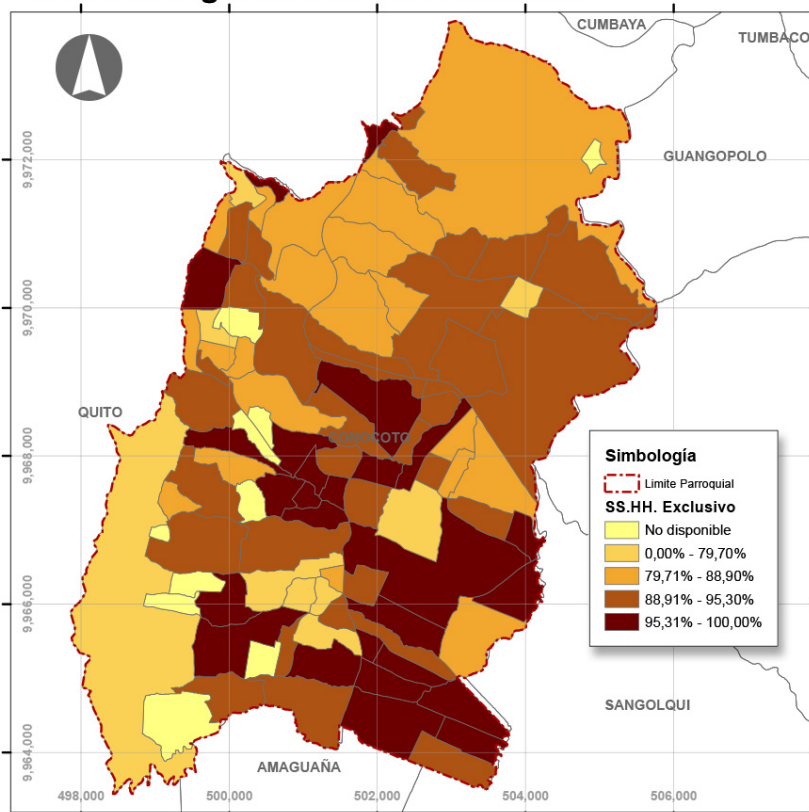 CUMBAYA
TUMBACO
GUANGOPOLO
9,972,000
9,970,000
QUITO
CONOCOTO
9,968,000
Simbología
Limite Parroquial
SS.HH. Exclusivo
No disponible
0,00% - 79,70%
79,71% - 88,90%
88,91% - 95,30%
95,31% - 100,00%
9,966,000
SANGOLQUI
9,964,000
AMAGUAÑA
498,000
500,000
502,000
504,000
506,000